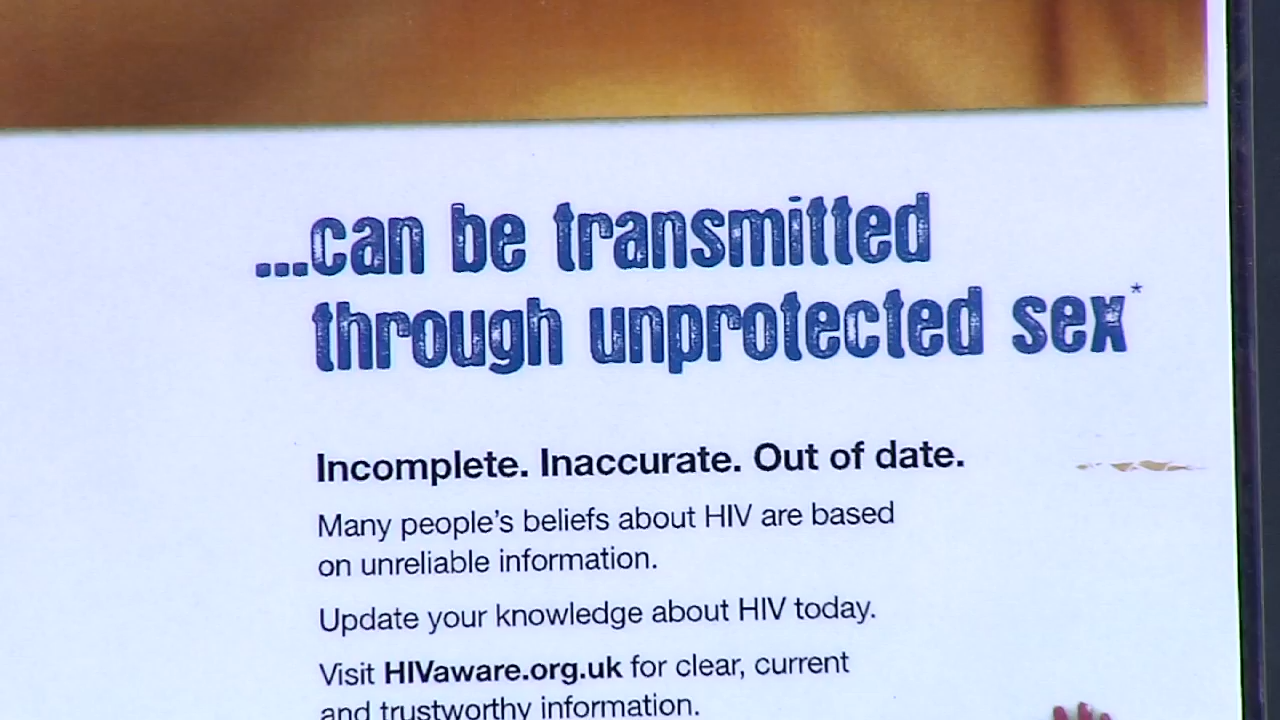 ...can be transmitted
through unprotected sex*
Incomplete. Inaccurate. Out of date.
Many people's beliefs about HIV are based
on unreliable information.
Update your knowledge about HIV today.
Visit HIVaware.org.uk for clear, current
and trustworthy information.